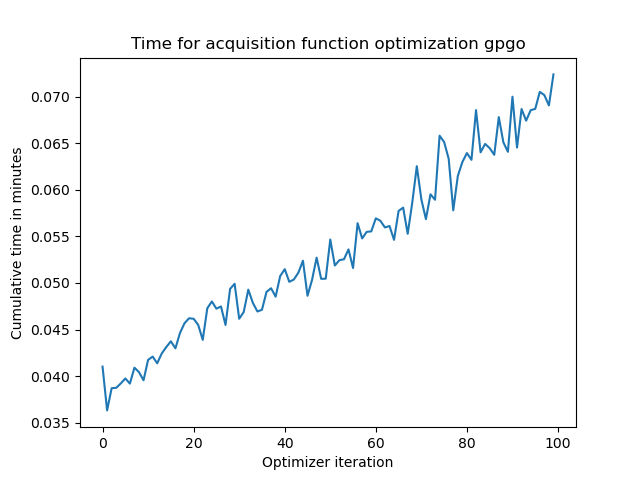 Time for acquisition function optimization gpgo
0.070
0.065
0.060
0.055
0.050
0.045
0.040
0.035
Cumulative time in minutes
0 20 40 60 80 100
Optimizer iteration